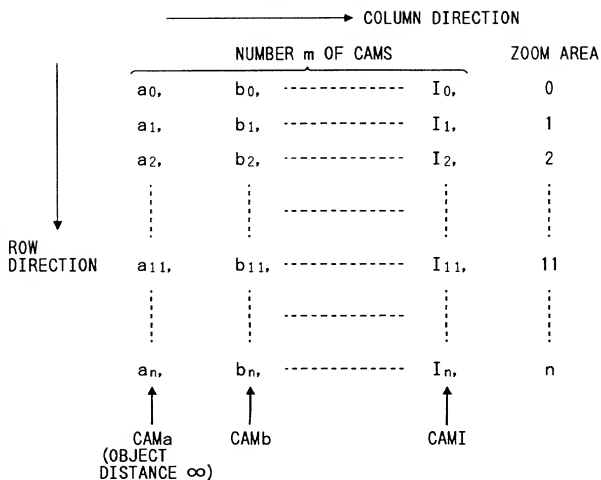 COLUMN DIRECTION
NUMBER m OF CAMS ZOOM AREA
a0, b0, I0, 0
a1, b1, I1, 1
a2, b2, I2, 2
ROW
DIRECTION a11, b11, I11, 11
an, bn, In, n
CAMa CAMb CAMI
(OBJECT
DISTANCE ∞)